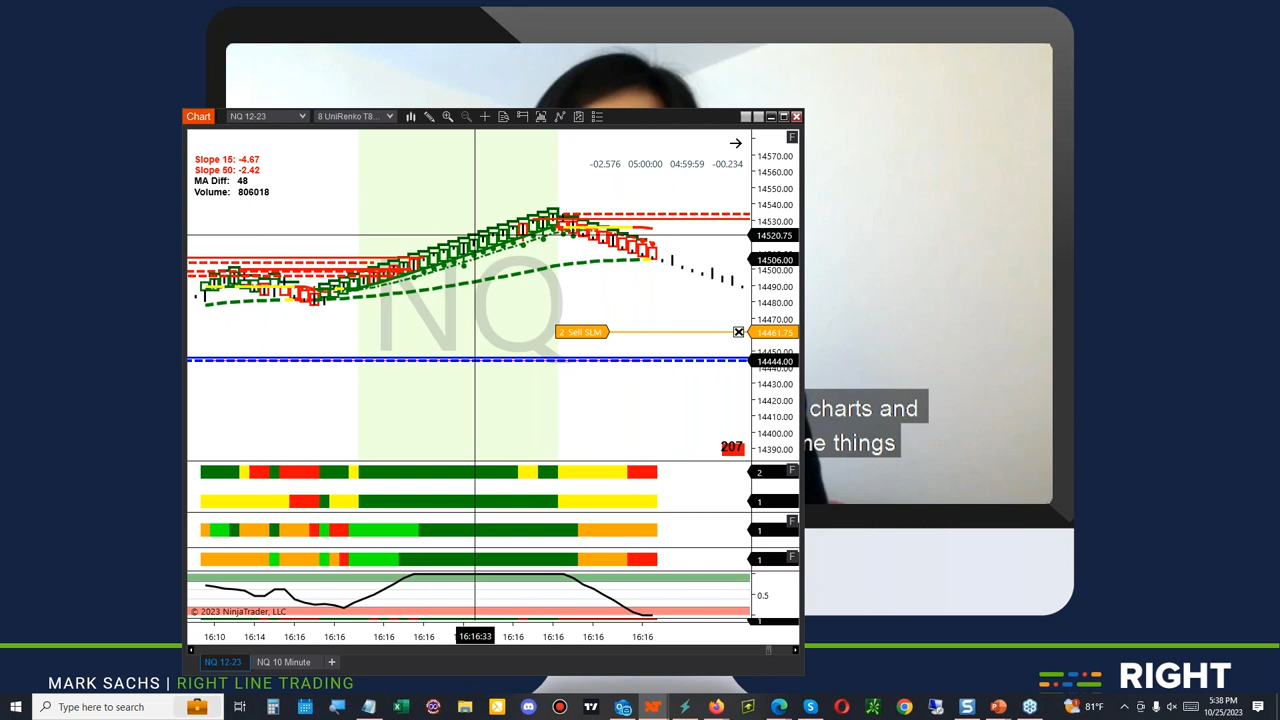 Chart NQ 12-23 8 UniRenko T8...
F
Slope 15: -4.67
Slope 50: -2.42
MA Diff: 48
Volume: 806018
-02.576 05:00:00 04:59:59 -00.234
14570.00
14560.00
14550.00
14540.00
14530.00
14520.75
14506.00
14500.00
14490.00
14480.00
14470.00
2 Sell SLM
14461.75
14450.00
14444.00
14440.00
14430.00
14420.00
14410.00
14400.00
14390.00
NQ
207
charts and
ne things
2 F
1
F
1
F
1
0.5
© 2023 NinjaTrader, LLC
1
16:10 16:14 16:16 16:16 16:16 16:16 16:16:33 16:16 16:16 16:16 16:16
NQ 12-23 NQ 10 Minute +
MARK SACHS | RIGHT LINE TRADING
RIGHT
Type here to search
81°F
5:38 PM
10/25/2023